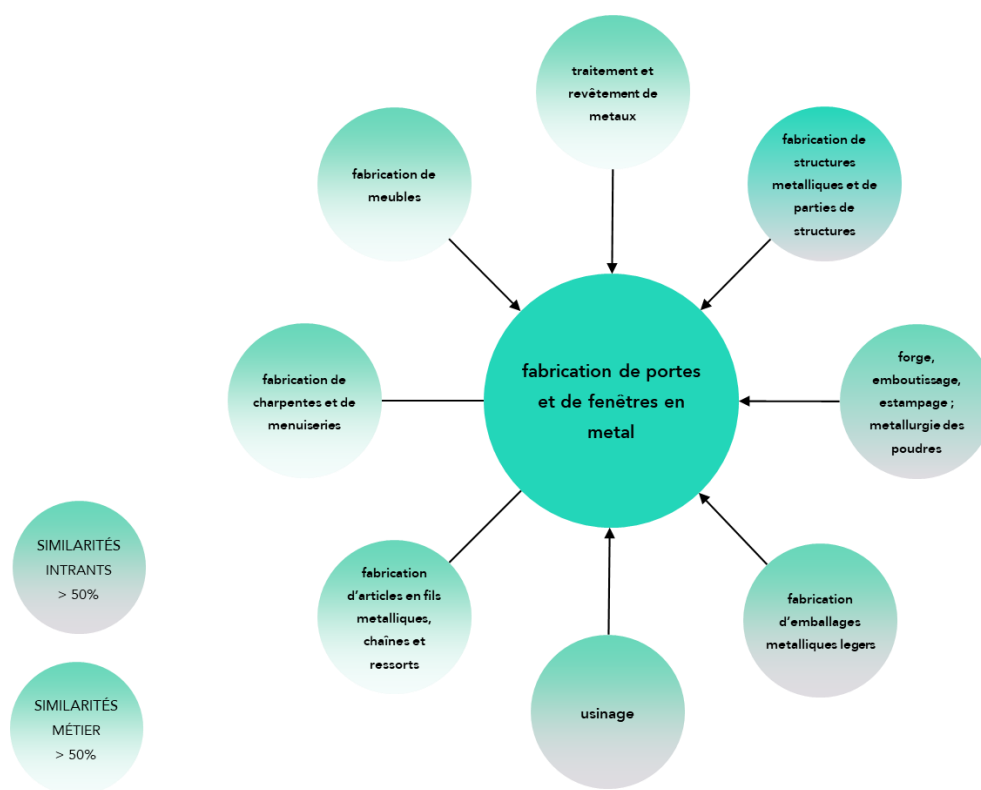 traitement et
revêtement de
metaux
fabrication de
structures
metalliques et de
parties de
structures
fabrication de
meubles
forge,
emboutissage,
estampage ;
metallurgie des
poudres
fabrication de portes
et de fenêtres en
metal
fabrication de
charpentes et de
menuiseries
fabrication
d'articles en fils
metalliques,
chaînes et
ressorts
fabrication
d'emballages
metalliques legers
usinage
SIMILARITÉS
INTRANTS
> 50%
SIMILARITÉS
MÉTIER
> 50%